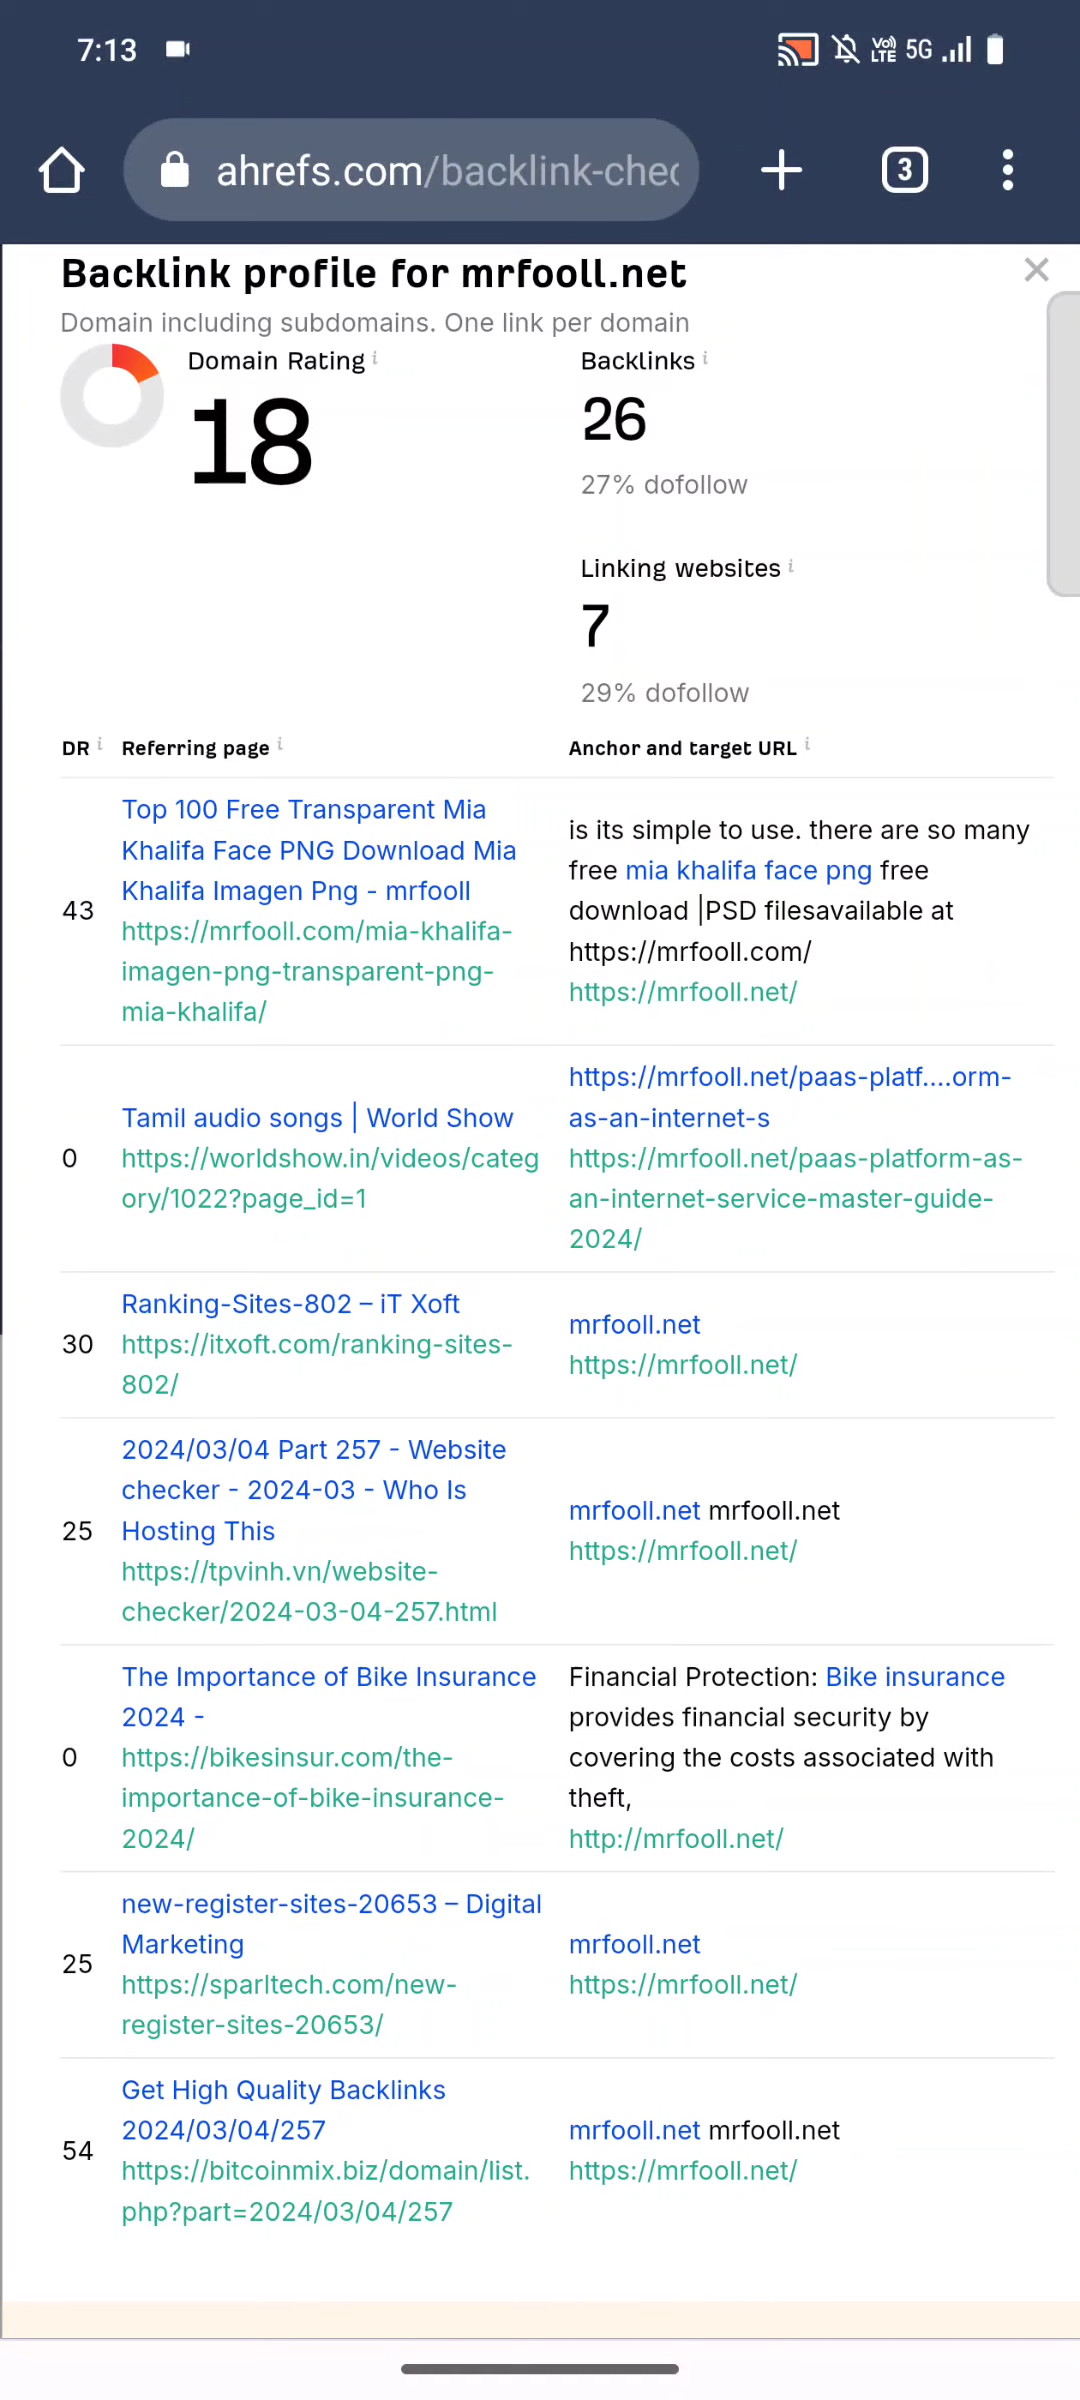 7:13
Vo)) LTE 5G
ahrefs.com/backlink-chec
3
Backlink profile for mrfooll.net
Domain including subdomains. One link per domain
Domain Rating i
18
Backlinks i
26
27% dofollow
Linking websites i
7
29% dofollow
DR i Referring page i Anchor and target URL i
43
Top 100 Free Transparent Mia
Khalifa Face PNG Download Mia
Khalifa Imagen Png - mrfooll
https://mrfooll.com/mia-khalifa-
imagen-png-transparent-png-
mia-khalifa/
is its simple to use. there are so many
free mia khalifa face png free
download |PSD filesavailable at
https://mrfooll.com/
https://mrfooll.net/
0
Tamil audio songs | World Show
https://worldshow.in/videos/categ
ory/1022?page_id=1
https://mrfooll.net/paas-platf....orm-
as-an-internet-s
https://mrfooll.net/paas-platform-as-
an-internet-service-master-guide-
2024/
30
Ranking-Sites-802 – iT Xoft
https://itxoft.com/ranking-sites-
802/
mrfooll.net
https://mrfooll.net/
25
2024/03/04 Part 257 - Website
checker - 2024-03 - Who Is
Hosting This
https://tpvinh.vn/website-
checker/2024-03-04-257.html
mrfooll.net mrfooll.net
https://mrfooll.net/
0
The Importance of Bike Insurance
2024 -
https://bikesinsur.com/the-
importance-of-bike-insurance-
2024/
Financial Protection: Bike insurance
provides financial security by
covering the costs associated with
theft,
http://mrfooll.net/
25
new-register-sites-20653 – Digital
Marketing
https://sparltech.com/new-
register-sites-20653/
mrfooll.net
https://mrfooll.net/
54
Get High Quality Backlinks
2024/03/04/257
https://bitcoinmix.biz/domain/list.
php?part=2024/03/04/257
mrfooll.net mrfooll.net
https://mrfooll.net/